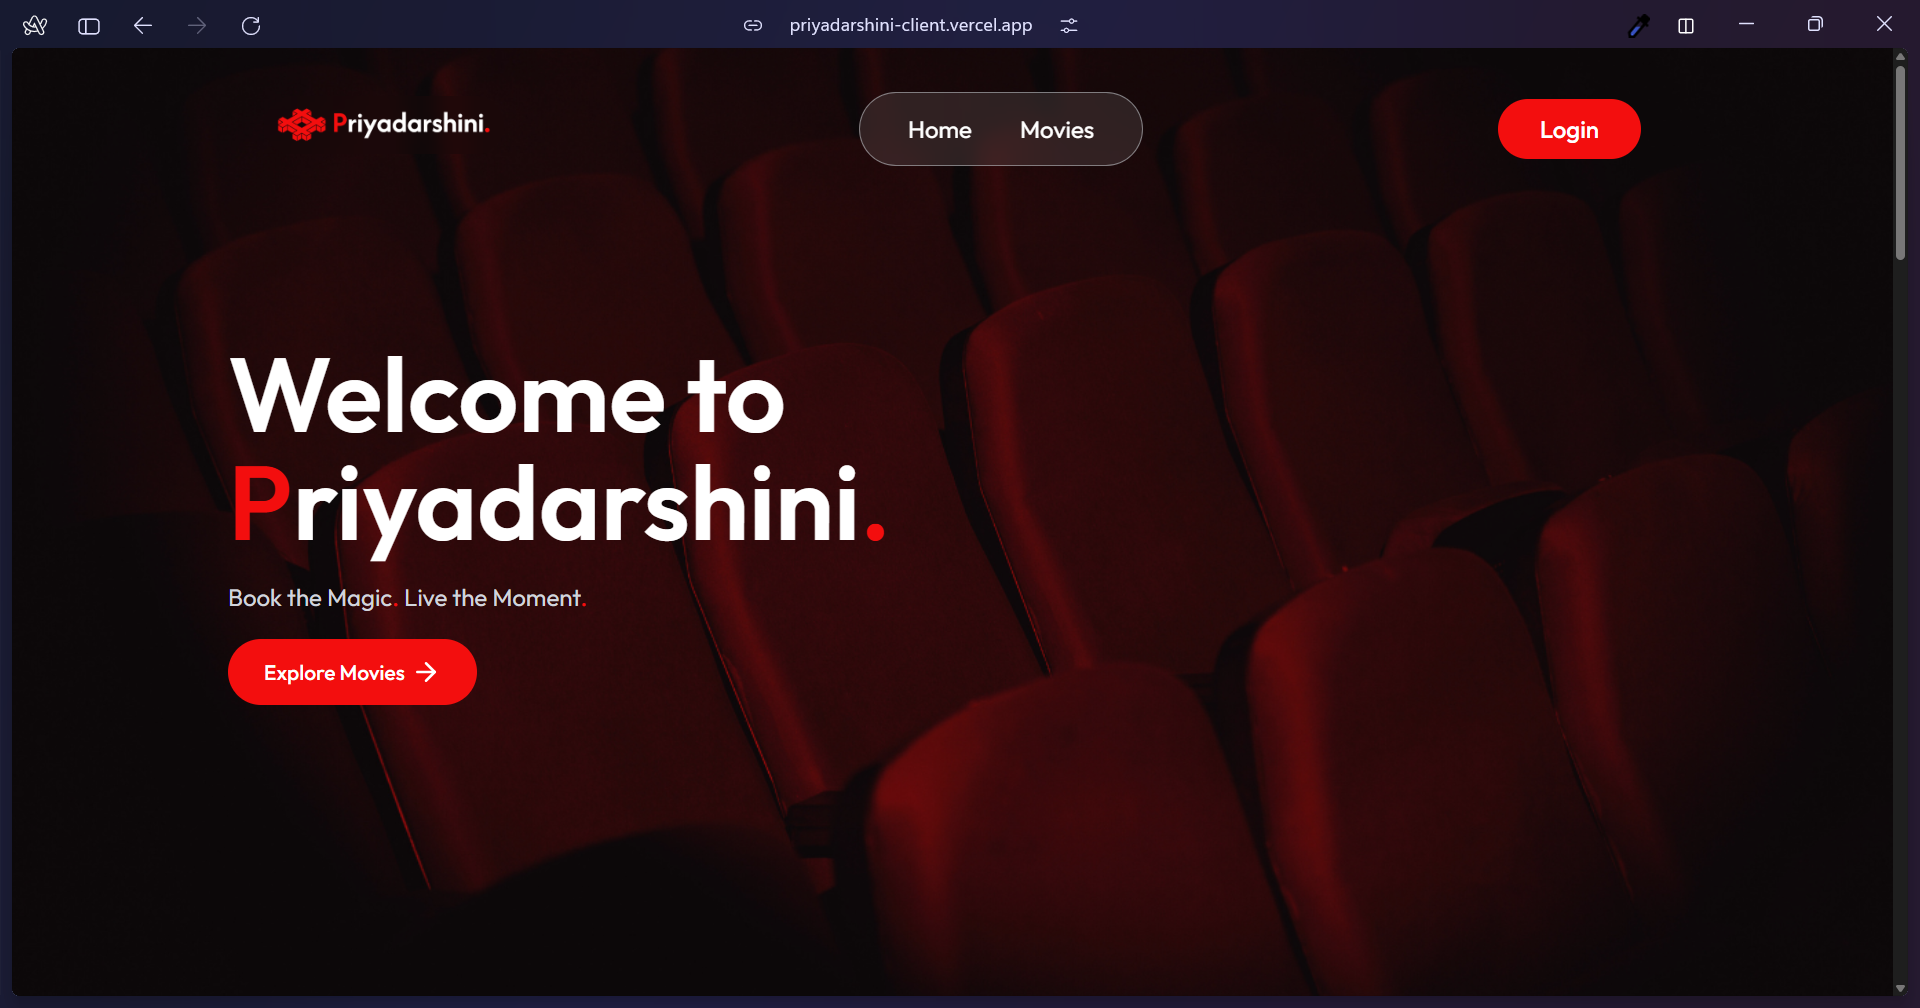 priyadarshini-client.vercel.app
Priyadarshini.
Home
Movies
Login
Welcome to
Priyadarshini.
Book the Magic. Live the Moment.
Explore Movies →